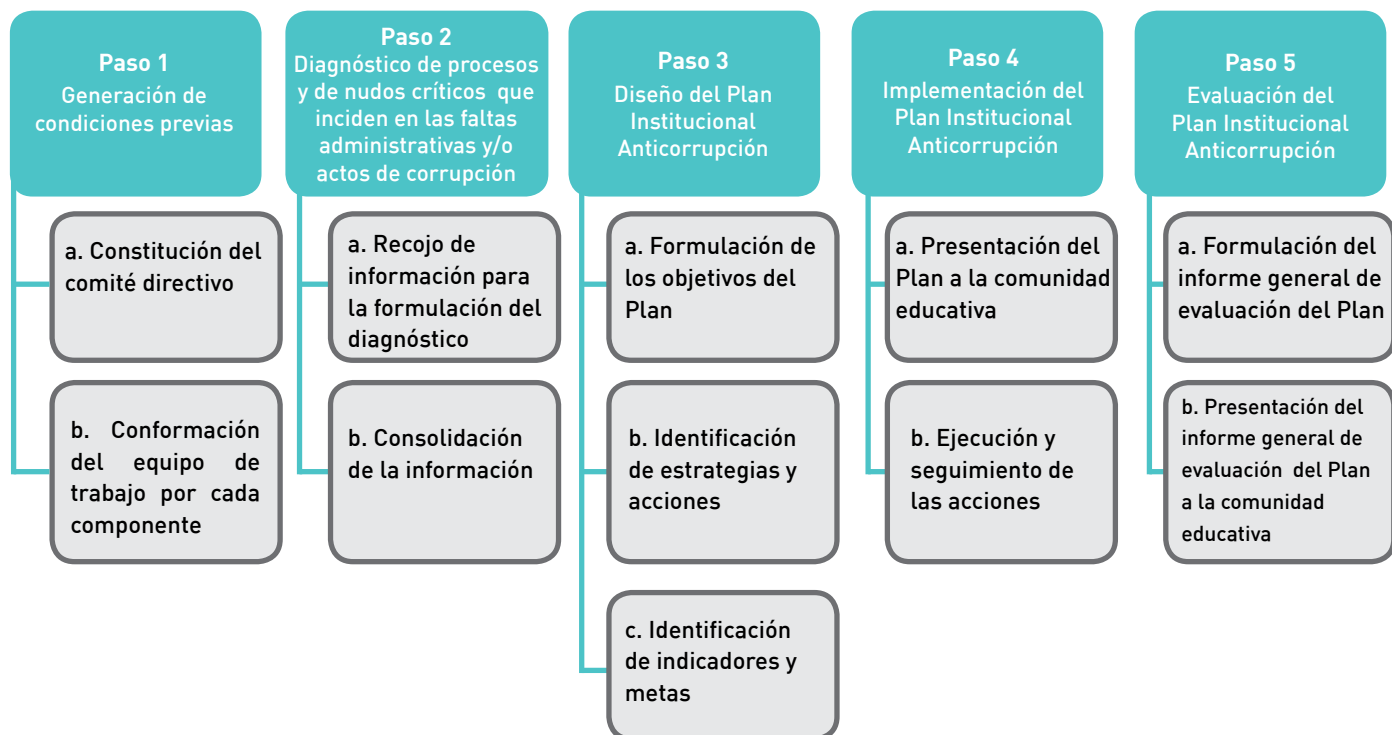 Paso 1
Generación de
condiciones previas
a. Constitución del
comité directivo
b. Conformación
del equipo de
trabajo por cada
componente
Paso 2
Diagnóstico de procesos
y de nudos críticos que
inciden en las faltas
administrativas y/o
actos de corrupción
a. Recojo de
información para
la formulación del
diagnóstico
b. Consolidación
de la información
Paso 3
Diseño del Plan
Institucional
Anticorrupción
a. Formulación de
los objetivos del
Plan
b. Identificación
de estrategias y
acciones
c. Identificación
de indicadores y
metas
Paso 4
Implementación del
Plan Institucional
Anticorrupción
a. Presentación del
Plan a la comunidad
educativa
b. Ejecución y
seguimiento de
las acciones
Paso 5
Evaluación del
Plan Institucional
Anticorrupción
a. Formulación del
informe general de
evaluación del Plan
b. Presentación del
informe general de
evaluación del Plan
a la comunidad
educativa